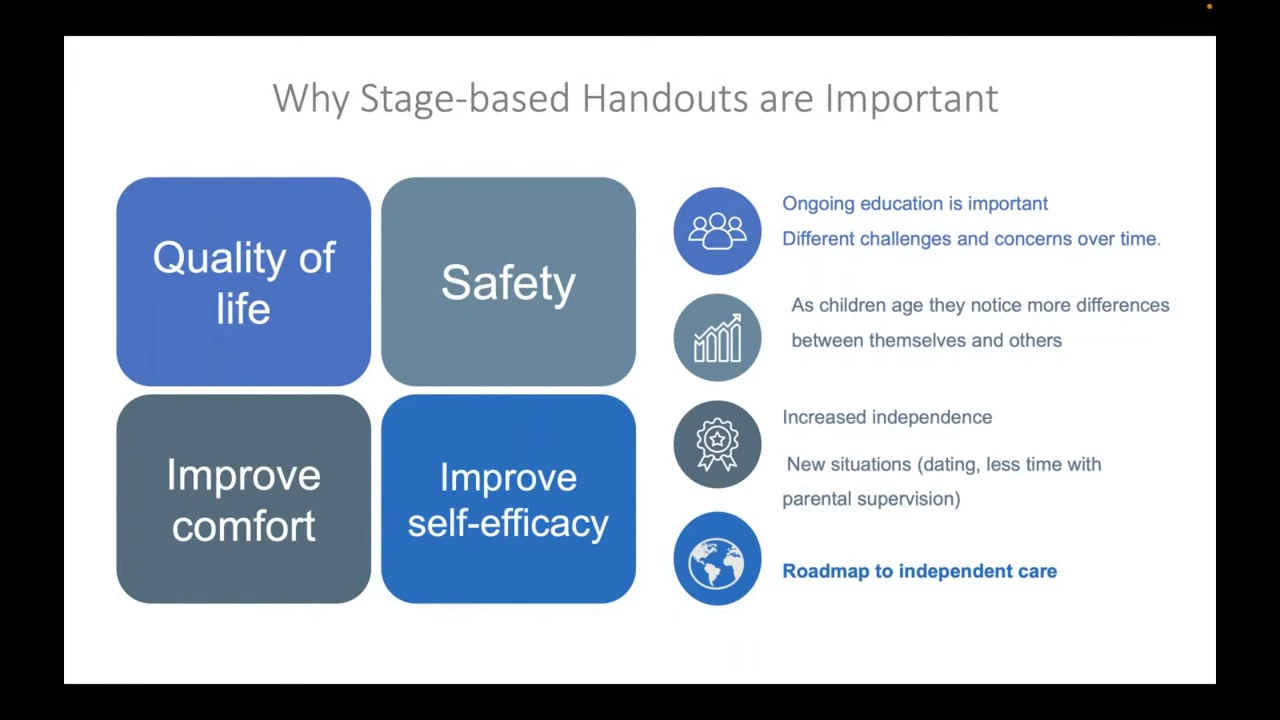 Why Stage-based Handouts are Important
Quality of
life
Safety
Improve
comfort
Improve
self-efficacy
Ongoing education is important
Different challenges and concerns over time.
As children age they notice more differences
between themselves and others
Increased independence
New situations (dating, less time with
parental supervision)
Roadmap to independent care